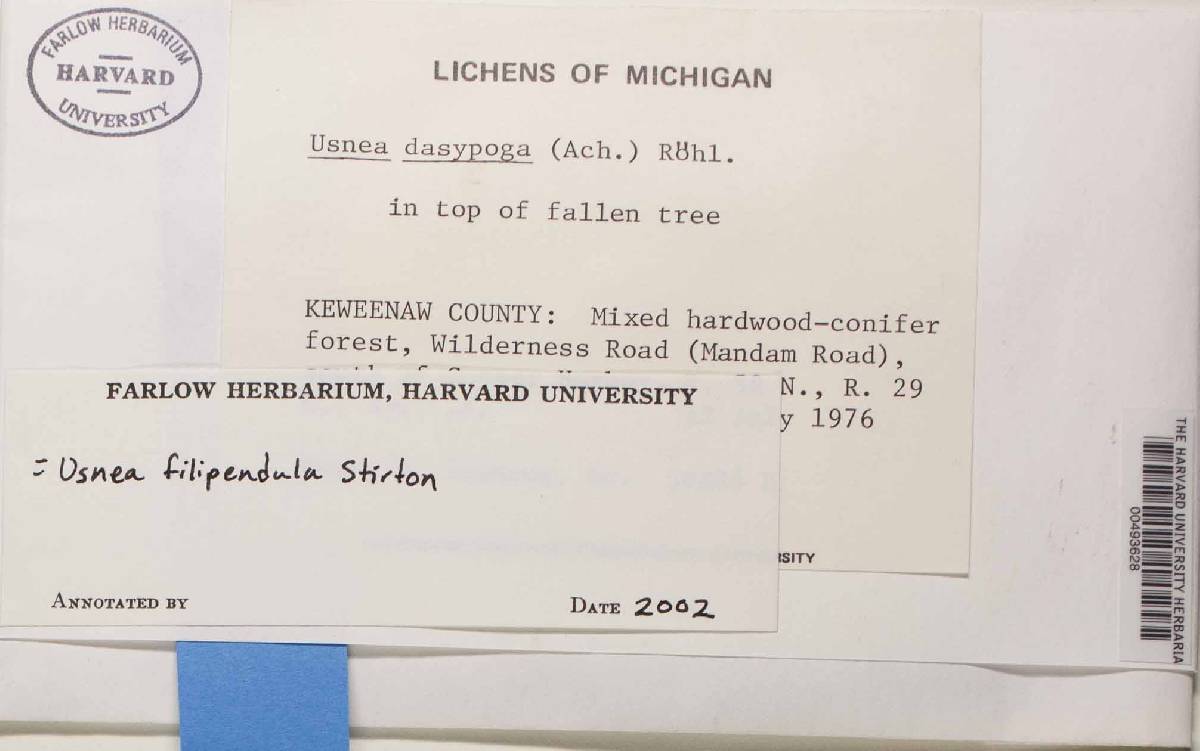 FARLOW HERBARIUM
HARVARD
UNIVERSITY
LICHENS OF MICHIGAN
Usnea dasypoga (Ach.) Röhl.
in top of fallen tree
KEWEENAW COUNTY: Mixed hardwood-conifer
forest, Wilderness Road (Mandam Road),
N., R. 29
y 1976
SITY
FARLOW HERBARIUM, HARVARD UNIVERSITY
= Usnea filipendula Stirton
ANNOTATED BY
DATE 2002
THE HARVARD UNIVERSITY HERBARIA
00493628